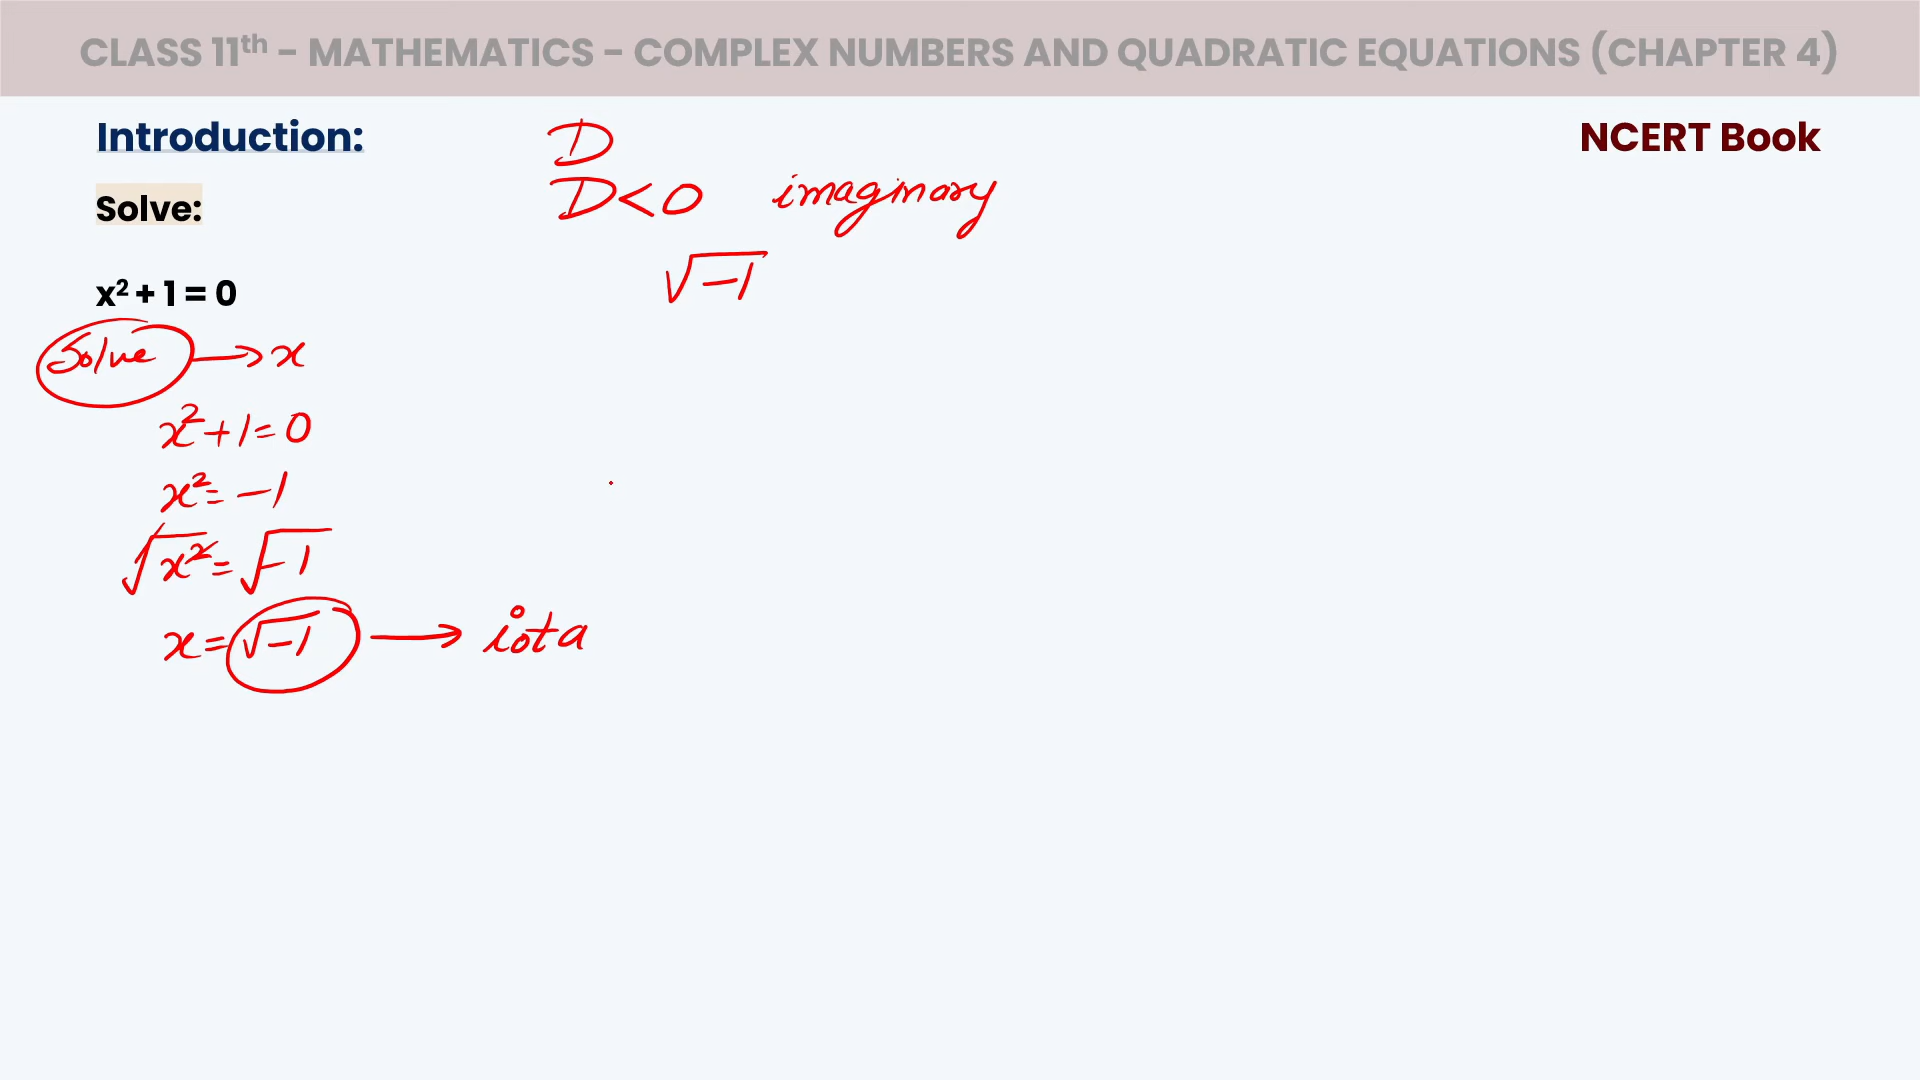 CLASS 11th - MATHEMATICS - COMPLEX NUMBERS AND QUADRATIC EQUATIONS (CHAPTER 4)
Introduction:
NCERT Book
D
Solve:
D<0 imaginary
√-1
x² + 1 = 0
Solve → x
x²+1=0
x²=-1
√x²=√-1
x=√-1 → iota